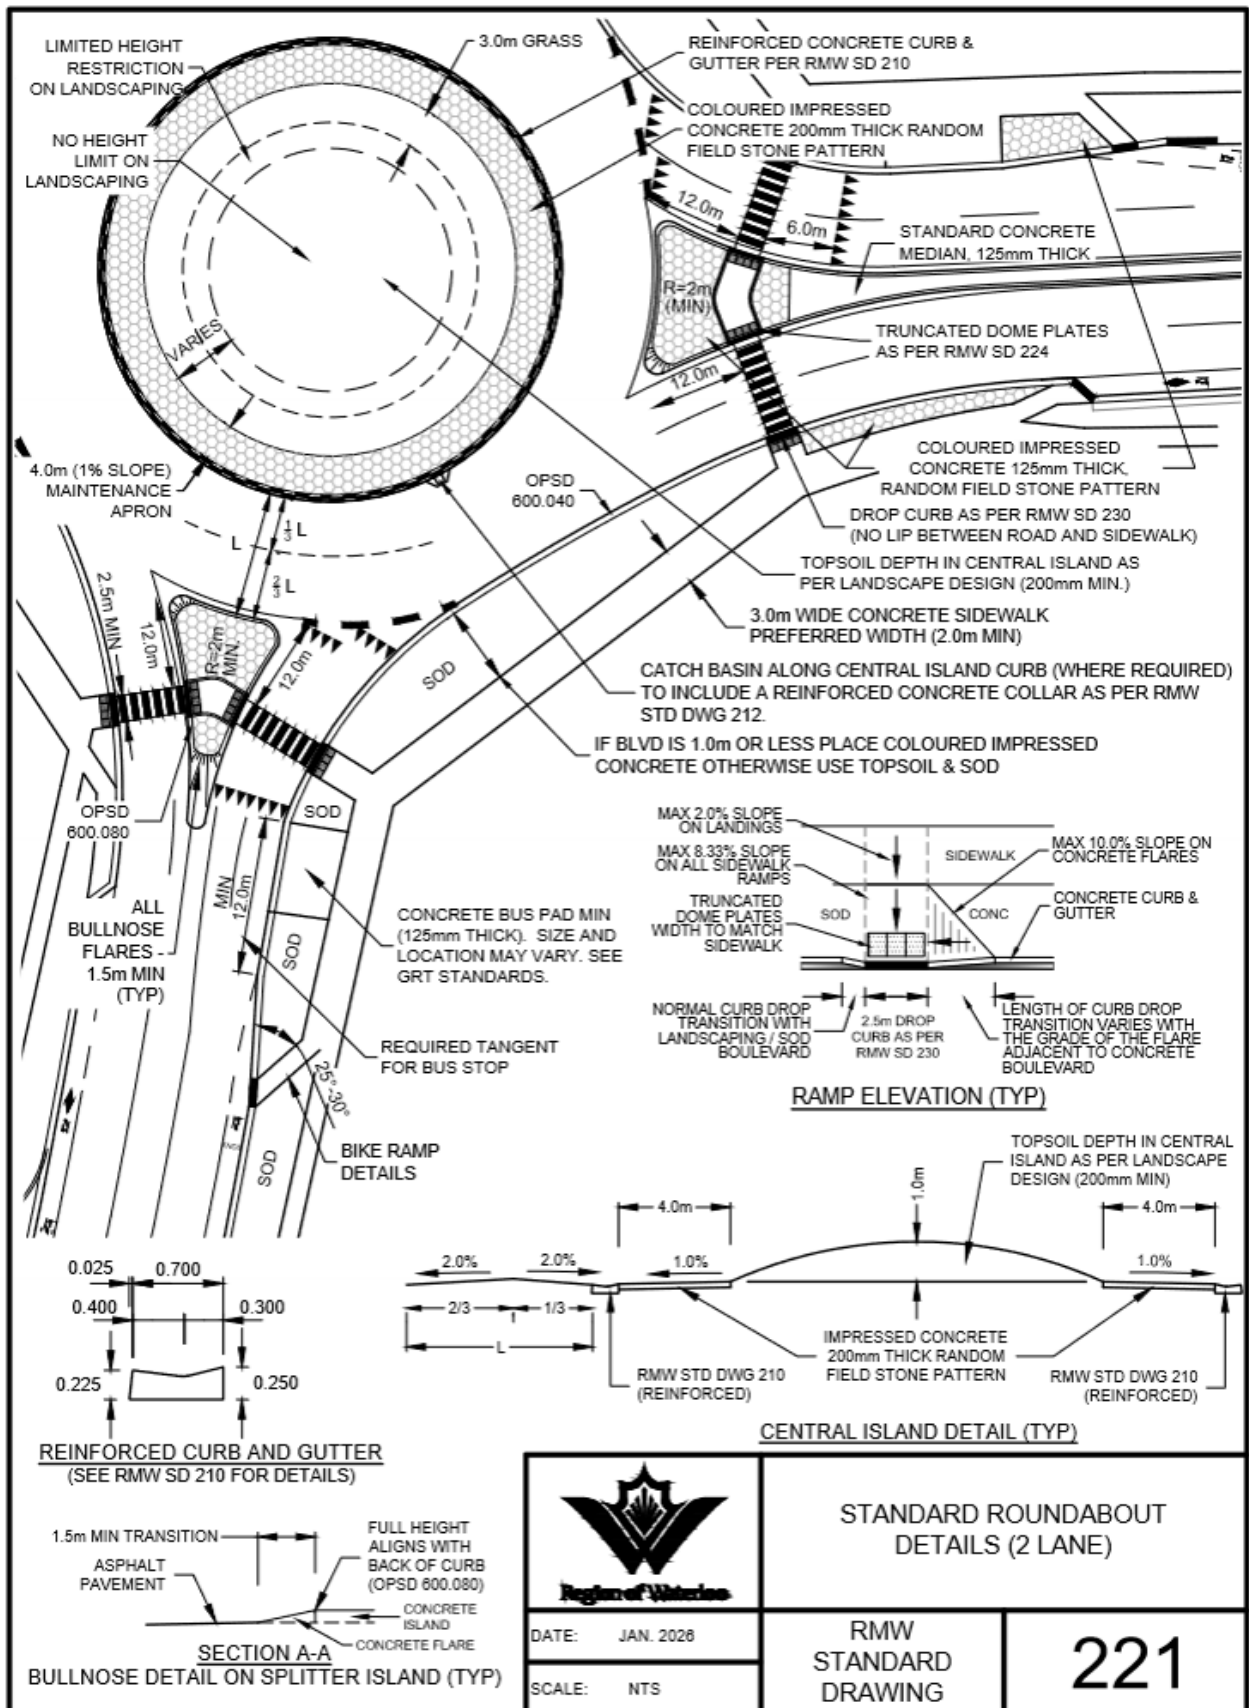 LIMITED HEIGHT
RESTRICTION
ON LANDSCAPING
NO HEIGHT
LIMIT ON
LANDSCAPING
3.0m GRASS
REINFORCED CONCRETE CURB &
GUTTER PER RMW SD 210
COLOURED IMPRESSED
CONCRETE 200mm THICK RANDOM
FIELD STONE PATTERN
12.0m
6.0m
STANDARD CONCRETE
MEDIAN, 125mm THICK
R=2m
(MIN)
TRUNCATED DOME PLATES
AS PER RMW SD 224
12.0m
VARIES
COLOURED IMPRESSED
CONCRETE 125mm THICK,
RANDOM FIELD STONE PATTERN
4.0m (1% SLOPE)
MAINTENANCE
APRON
OPSD
600.040
DROP CURB AS PER RMW SD 230
(NO LIP BETWEEN ROAD AND SIDEWALK)
L
1/3 L
2/3 L
TOPSOIL DEPTH IN CENTRAL ISLAND AS
PER LANDSCAPE DESIGN (200mm MIN.)
2.5m MIN
12.0m
R=2m
MIN.
12.0m
3.0m WIDE CONCRETE SIDEWALK
PREFERRED WIDTH (2.0m MIN)
SOD
CATCH BASIN ALONG CENTRAL ISLAND CURB (WHERE REQUIRED)
TO INCLUDE A REINFORCED CONCRETE COLLAR AS PER RMW
STD DWG 212.
IF BLVD IS 1.0m OR LESS PLACE COLOURED IMPRESSED
CONCRETE OTHERWISE USE TOPSOIL & SOD
OPSD
600.080
SOD
MIN
12.0m
ALL
BULLNOSE
FLARES -
1.5m MIN
(TYP)
SOD
CONCRETE BUS PAD MIN
(125mm THICK). SIZE AND
LOCATION MAY VARY. SEE
GRT STANDARDS.
REQUIRED TANGENT
FOR BUS STOP
25°-30°
BIKE RAMP
DETAILS
SOD
MAX 2.0% SLOPE
ON LANDINGS
MAX 8.33% SLOPE
ON ALL SIDEWALK
RAMPS
TRUNCATED
DOME PLATES
WIDTH TO MATCH
SIDEWALK
SIDEWALK
SOD
CONC
MAX 10.0% SLOPE ON
CONCRETE FLARES
CONCRETE CURB &
GUTTER
NORMAL CURB DROP
TRANSITION WITH
LANDSCAPING / SOD
BOULEVARD
2.5m DROP
CURB AS PER
RMW SD 230
LENGTH OF CURB DROP
TRANSITION VARIES WITH
THE GRADE OF THE FLARE
ADJACENT TO CONCRETE
BOULEVARD
RAMP ELEVATION (TYP)
TOPSOIL DEPTH IN CENTRAL
ISLAND AS PER LANDSCAPE
DESIGN (200mm MIN)
1.0m
4.0m
4.0m
2.0%
2.0%
1.0%
1.0%
2/3
1/3
L
IMPRESSED CONCRETE
200mm THICK RANDOM
FIELD STONE PATTERN
RMW STD DWG 210
(REINFORCED)
RMW STD DWG 210
(REINFORCED)
CENTRAL ISLAND DETAIL (TYP)
0.025
0.700
0.400
0.300
0.225
0.250
REINFORCED CURB AND GUTTER
(SEE RMW SD 210 FOR DETAILS)
1.5m MIN TRANSITION
ASPHALT
PAVEMENT
FULL HEIGHT
ALIGNS WITH
BACK OF CURB
(OPSD 600.080)
CONCRETE
ISLAND
CONCRETE FLARE
SECTION A-A
BULLNOSE DETAIL ON SPLITTER ISLAND (TYP)
Region of Waterloo
STANDARD ROUNDABOUT
DETAILS (2 LANE)
DATE: JAN. 2026
SCALE: NTS
RMW
STANDARD
DRAWING
221